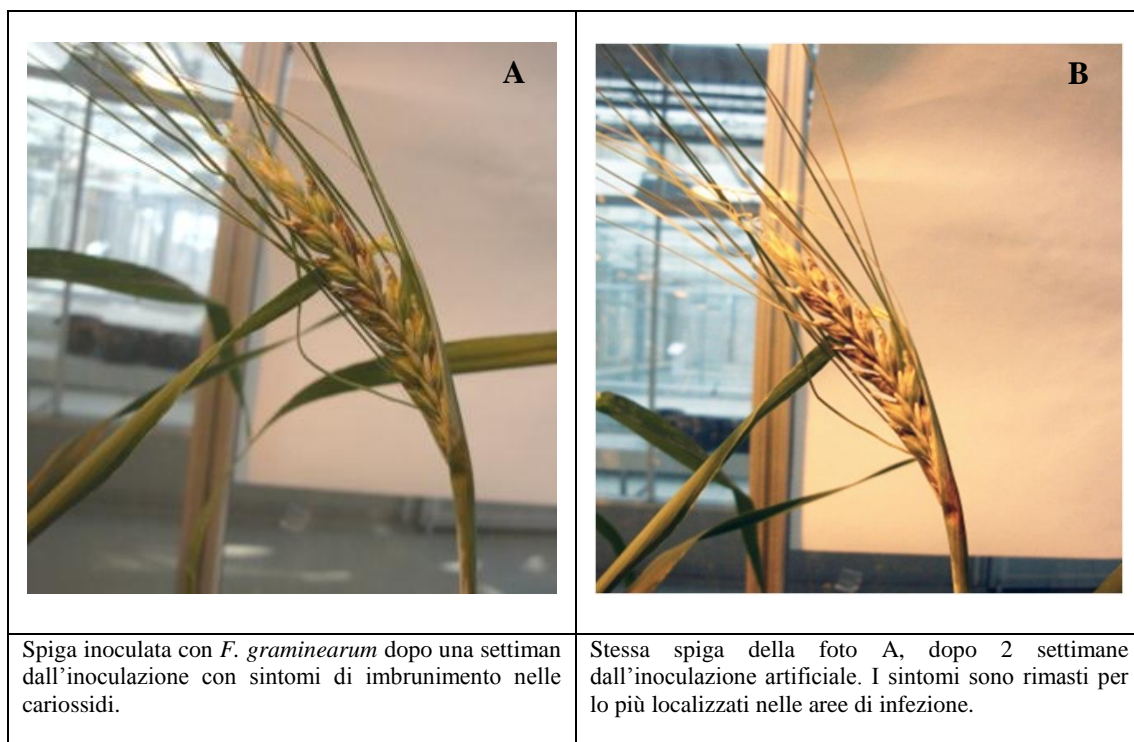 A
B
Spiga inoculata con F. graminearum dopo una settiman
dall’inoculazione con sintomi di imbrunimento nelle
cariossidi.
Stessa spiga della foto A, dopo 2 settimane
dall’inoculazione artificiale. I sintomi sono rimasti per
lo più localizzati nelle aree di infezione.